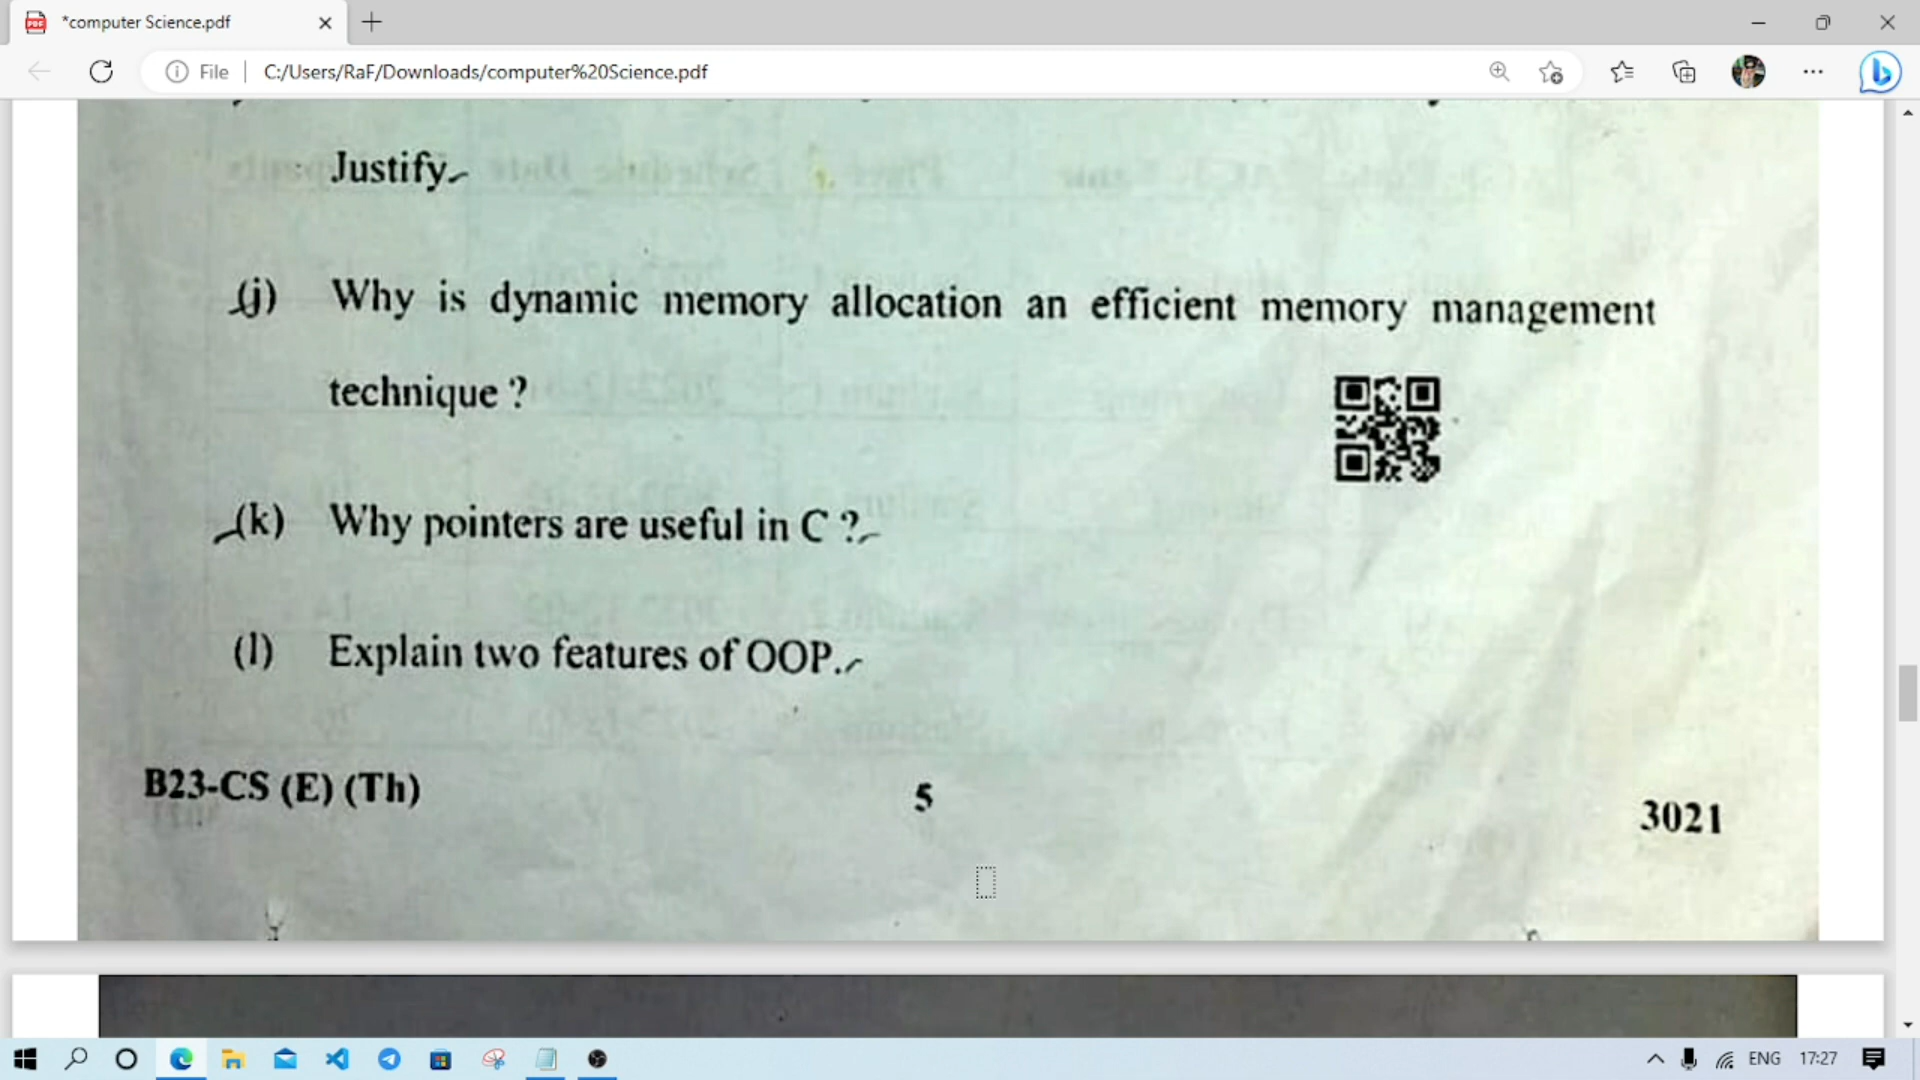 *computer Science.pdf
File
C:/Users/RaF/Downloads/computer%20Science.pdf
Justify
(j) Why is dynamic memory allocation an efficient memory management
technique ?
(k) Why pointers are useful in C ?
(l) Explain two features of OOP.
B23-CS (E) (Th) 5 3021
ENG 17:27